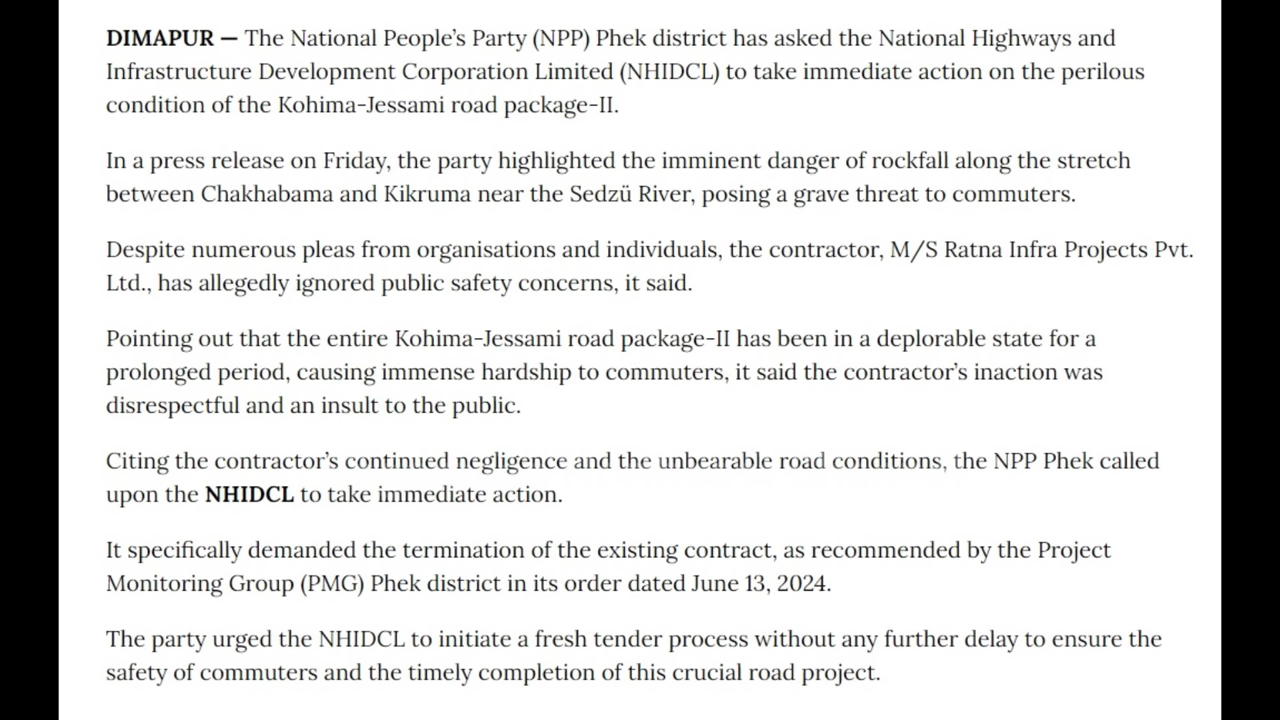 DIMAPUR — The National People’s Party (NPP) Phek district has asked the National Highways and
Infrastructure Development Corporation Limited (NHIDCL) to take immediate action on the perilous
condition of the Kohima-Jessami road package-II.
In a press release on Friday, the party highlighted the imminent danger of rockfall along the stretch
between Chakhabama and Kikruma near the Sedzü River, posing a grave threat to commuters.
Despite numerous pleas from organisations and individuals, the contractor, M/S Ratna Infra Projects Pvt.
Ltd., has allegedly ignored public safety concerns, it said.
Pointing out that the entire Kohima-Jessami road package-II has been in a deplorable state for a
prolonged period, causing immense hardship to commuters, it said the contractor’s inaction was
disrespectful and an insult to the public.
Citing the contractor’s continued negligence and the unbearable road conditions, the NPP Phek called
upon the NHIDCL to take immediate action.
It specifically demanded the termination of the existing contract, as recommended by the Project
Monitoring Group (PMG) Phek district in its order dated June 13, 2024.
The party urged the NHIDCL to initiate a fresh tender process without any further delay to ensure the
safety of commuters and the timely completion of this crucial road project.